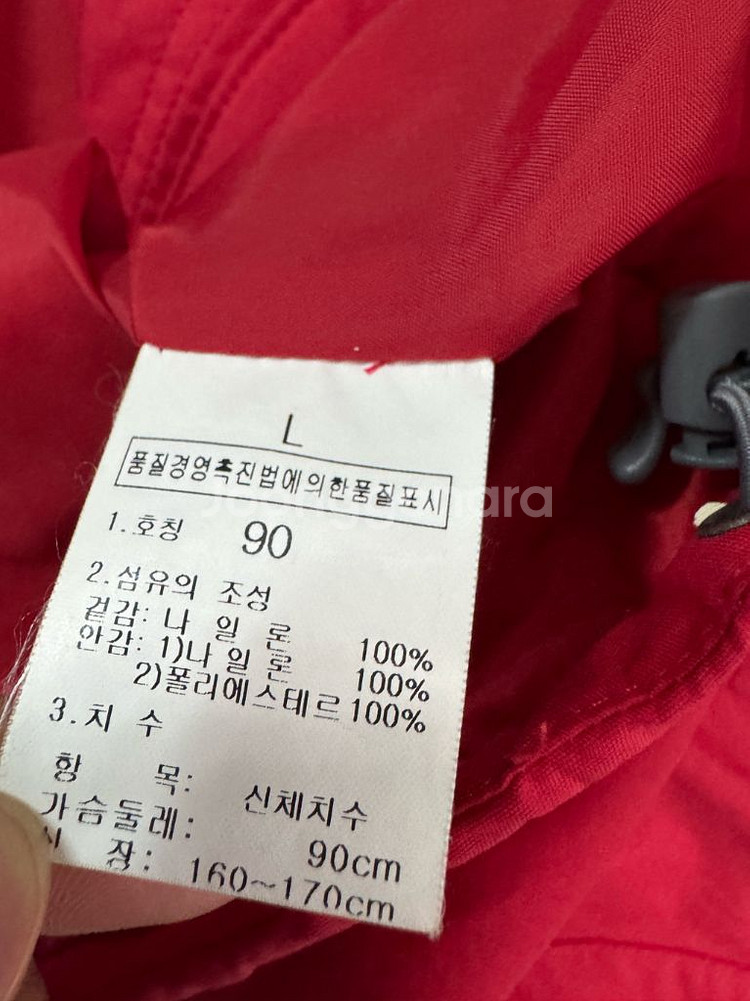 L
품질경영촉진법에의한품질표시
1.호칭 90
2.섬유의 조성
겉감: 나 일 론 100%
안감: 1)나 일 론 100%
2)폴리에스테르 100%
3.치 수
항 목: 신체치수
가슴둘레: 90cm
장: 160~170cm